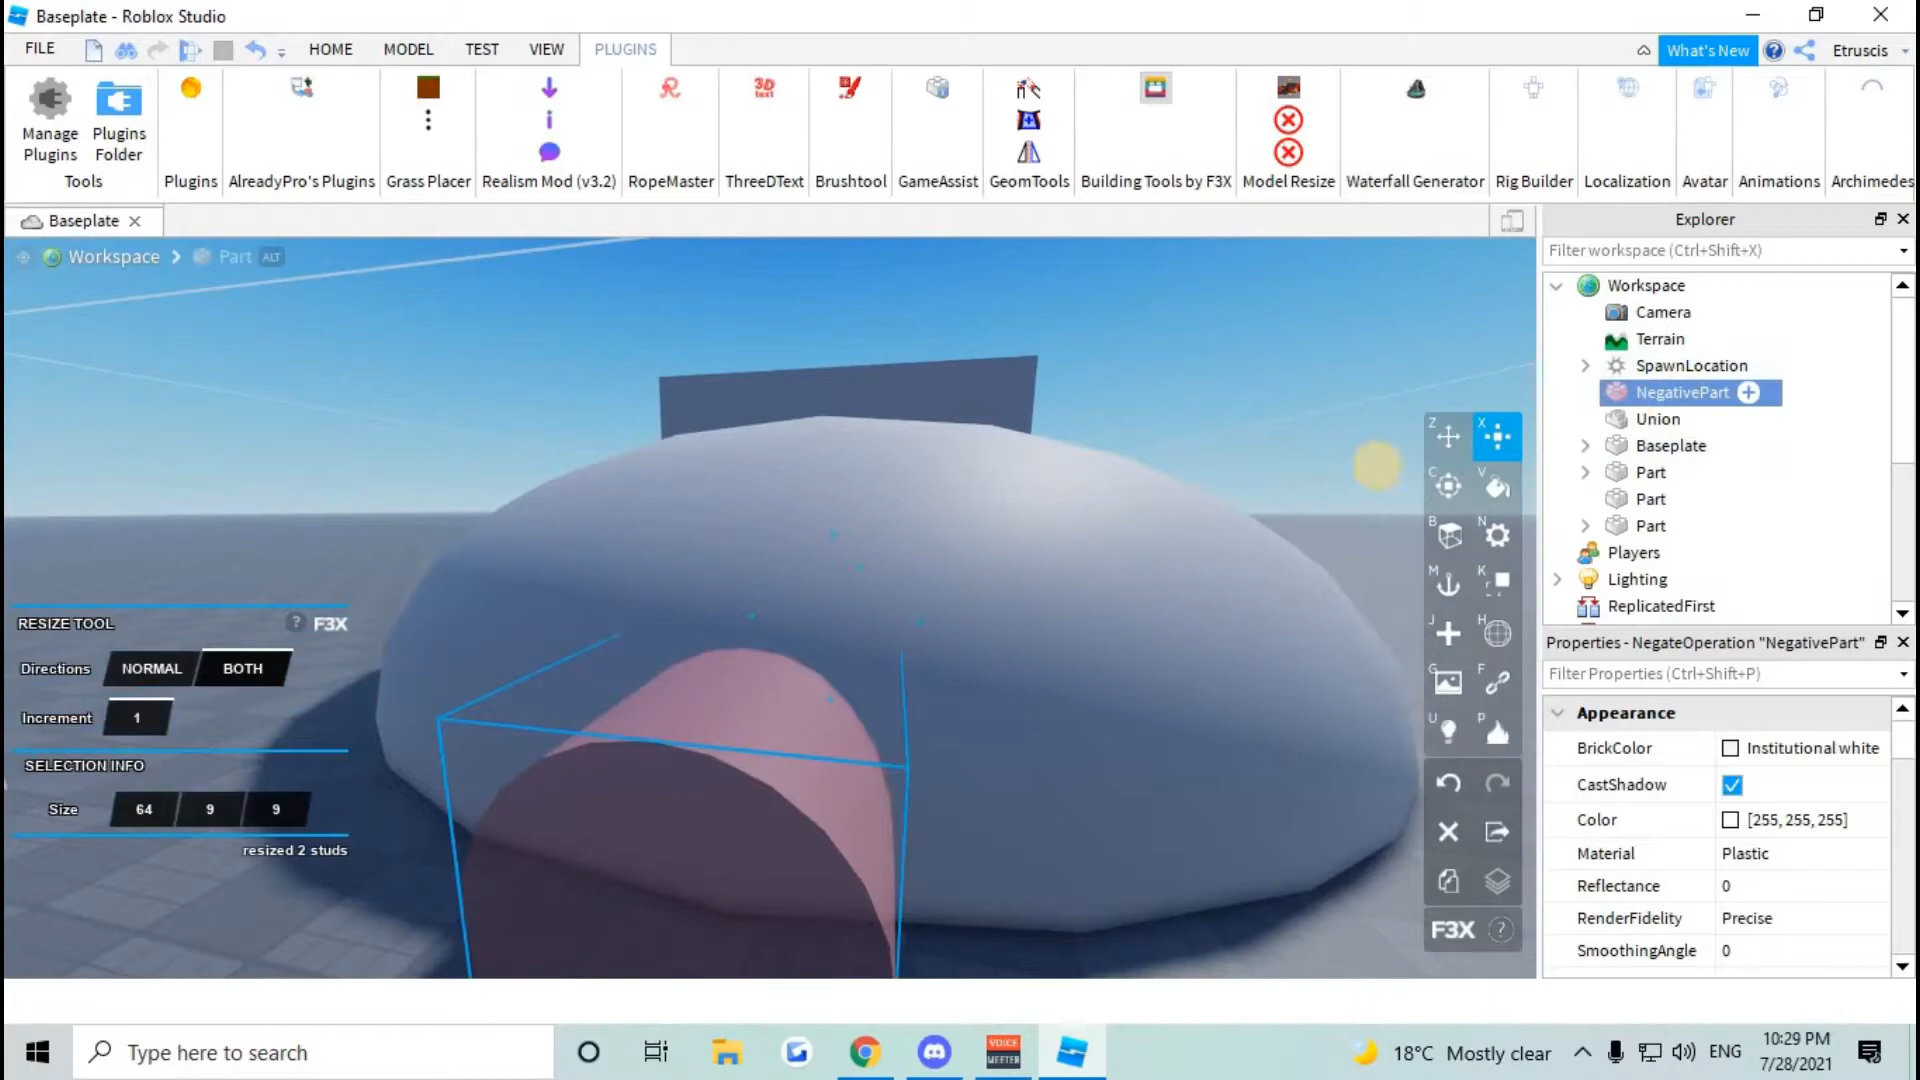 Baseplate - Roblox Studio
FILE HOME MODEL TEST VIEW PLUGINS What's New Etruscis
Manage Plugins
Plugins Folder
Tools Plugins AlreadyPro's Plugins Grass Placer Realism Mod (v3.2) RopeMaster ThreeDText Brushtool GameAssist GeomTools Building Tools by F3X Model Resize Waterfall Generator Rig Builder Localization Avatar Animations Archimedes
3D text
Baseplate
Workspace Part ALT
RESIZE TOOL ? F3X
Directions NORMAL BOTH
Increment 1
SELECTION INFO
Size 64 9 9
resized 2 studs
Z X
C V
B N
M K
J H
G F
U P
F3X ?
Explorer
Filter workspace (Ctrl+Shift+X)
Workspace
Camera
Terrain
SpawnLocation
NegativePart
Union
Baseplate
Part
Part
Part
Players
Lighting
ReplicatedFirst
Properties - NegateOperation "NegativePart"
Filter Properties (Ctrl+Shift+P)
Appearance
BrickColor Institutional white
CastShadow
Color [255, 255, 255]
Material Plastic
Reflectance 0
RenderFidelity Precise
SmoothingAngle 0
Type here to search
VOICE MEETER
18°C Mostly clear
ENG
10:29 PM
7/28/2021